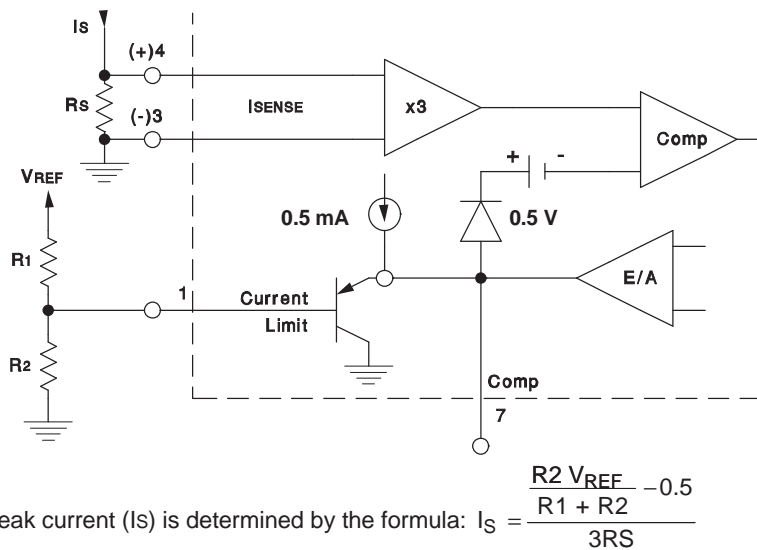 Is
(+)4
Rs
(-)3
ISENSE
x3
Comp
+ -
VREF
0.5 mA
0.5 V
R1
E/A
1
Current
Limit
R2
Comp
7
eak current (Is) is determined by the formula: IS = (R2 VREF / (R1 + R2) − 0.5) / 3RS